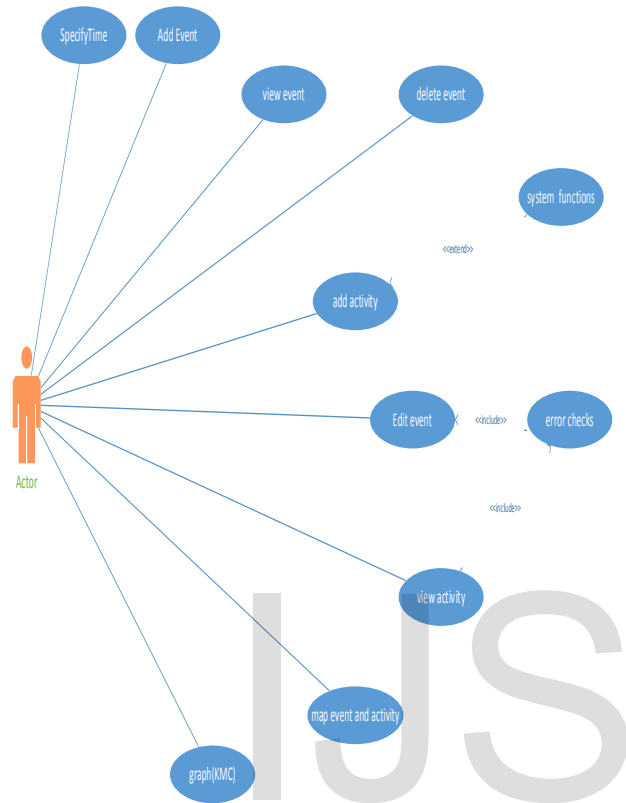 SpecifyTime
Add Event
view event
delete event
system functions
<<extend>>
add activity
Edit event
<<include>>
error checks
Actor
<<include>>
view activity
map event and activity
graph(KMC)
IJS